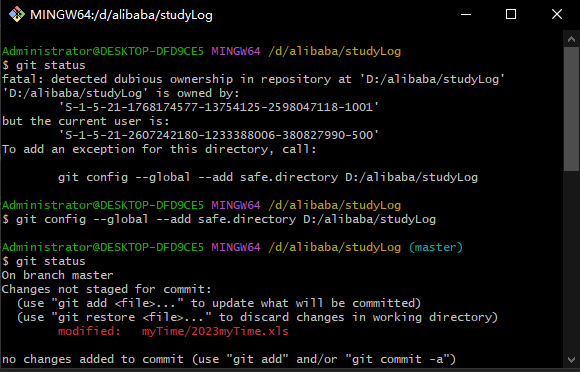 MINGW64:/d/alibaba/studyLog
Administrator@DESKTOP-DFD9CE5 MINGW64 /d/alibaba/studyLog
$ git status
fatal: detected dubious ownership in repository at 'D:/alibaba/studyLog'
'D:/alibaba/studyLog' is owned by:
        'S-1-5-21-1768174577-13754125-2598047118-1001'
but the current user is:
        'S-1-5-21-2607242180-1233388006-380827990-500'
To add an exception for this directory, call:
        git config --global --add safe.directory D:/alibaba/studyLog
Administrator@DESKTOP-DFD9CE5 MINGW64 /d/alibaba/studyLog
$ git config --global --add safe.directory D:/alibaba/studyLog
Administrator@DESKTOP-DFD9CE5 MINGW64 /d/alibaba/studyLog (master)
$ git status
On branch master
Changes not staged for commit:
  (use "git add <file>..." to update what will be committed)
  (use "git restore <file>..." to discard changes in working directory)
        modified:   myTime/2023myTime.xls
no changes added to commit (use "git add" and/or "git commit -a")